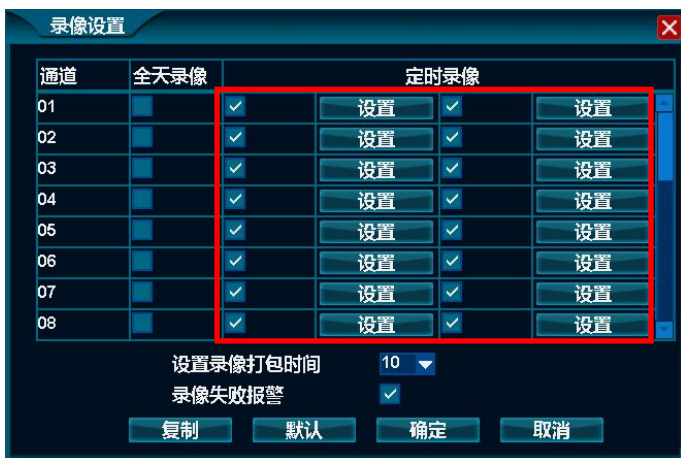 录像设置
通道 全天录像 定时录像
01 设置 设置
02 设置 设置
03 设置 设置
04 设置 设置
05 设置 设置
06 设置 设置
07 设置 设置
08 设置 设置
设置录像打包时间 10
录像失败报警
复制 默认 确定 取消